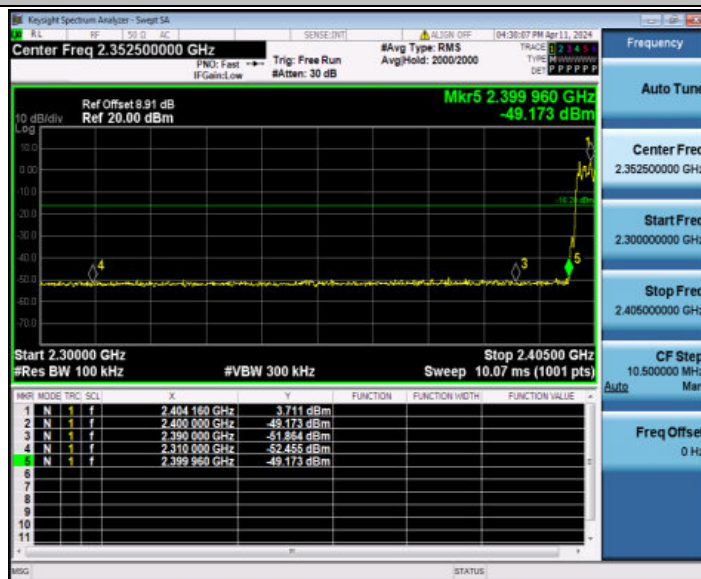 Keysight Spectrum Analyzer - Swept SA
RL RF 50 Ω AC SENSE:INT ALIGN OFF 04:30:07 PM Apr 11, 2024
Center Freq 2.352500000 GHz #Avg Type: RMS TRACE 1 2 3 4 5 6
PNO: Fast Trig: Free Run Avg|Hold: 2000/2000 TYPE M W W W W W
IFGain:Low #Atten: 30 dB DET P P P P P P
Frequency
Auto Tune
Center Freq
2.352500000 GHz
Start Freq
2.300000000 GHz
Stop Freq
2.405000000 GHz
CF Step
10.500000 MHz
Auto Man
Freq Offset
0 Hz
Ref Offset 8.91 dB Mkr5 2.399 960 GHz
10 dB/div Ref 20.00 dBm -49.173 dBm
Log
10.0
0.00
-10.0
-20.0
-30.0
-40.0
-50.0
-60.0
-70.0
1
4
3
5
Start 2.30000 GHz Stop 2.40500 GHz
#Res BW 100 kHz #VBW 300 kHz Sweep 10.07 ms (1001 pts)
MKR MODE TRC SCL X Y FUNCTION FUNCTION WIDTH FUNCTION VALUE
1 N 1 f 2.404 160 GHz 3.711 dBm
2 N 1 f 2.400 000 GHz -49.173 dBm
3 N 1 f 2.390 000 GHz -51.864 dBm
4 N 1 f 2.310 000 GHz -52.455 dBm
5 N 1 f 2.399 960 GHz -49.173 dBm
6
7
8
9
10
11
MSG STATUS